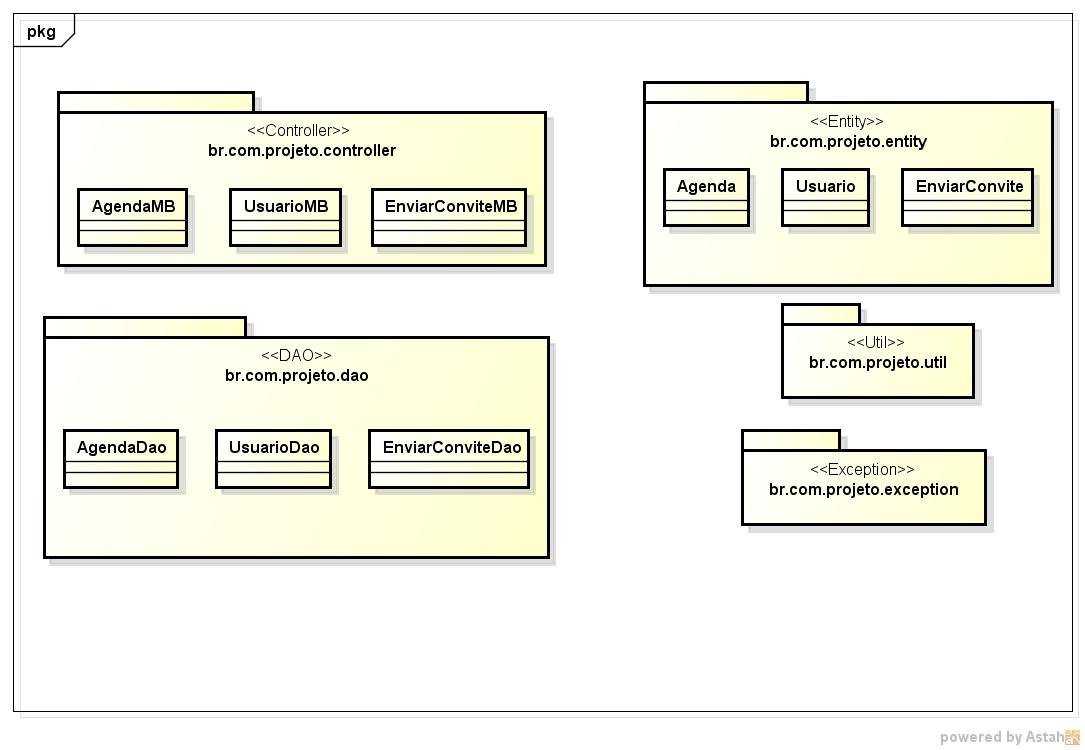 pkg
<<Controller>>
br.com.projeto.controller
AgendaMB
UsuarioMB
EnviarConviteMB
<<Entity>>
br.com.projeto.entity
Agenda
Usuario
EnviarConvite
<<DAO>>
br.com.projeto.dao
AgendaDao
UsuarioDao
EnviarConviteDao
<<Util>>
br.com.projeto.util
<<Exception>>
br.com.projeto.exception
powered by Astah